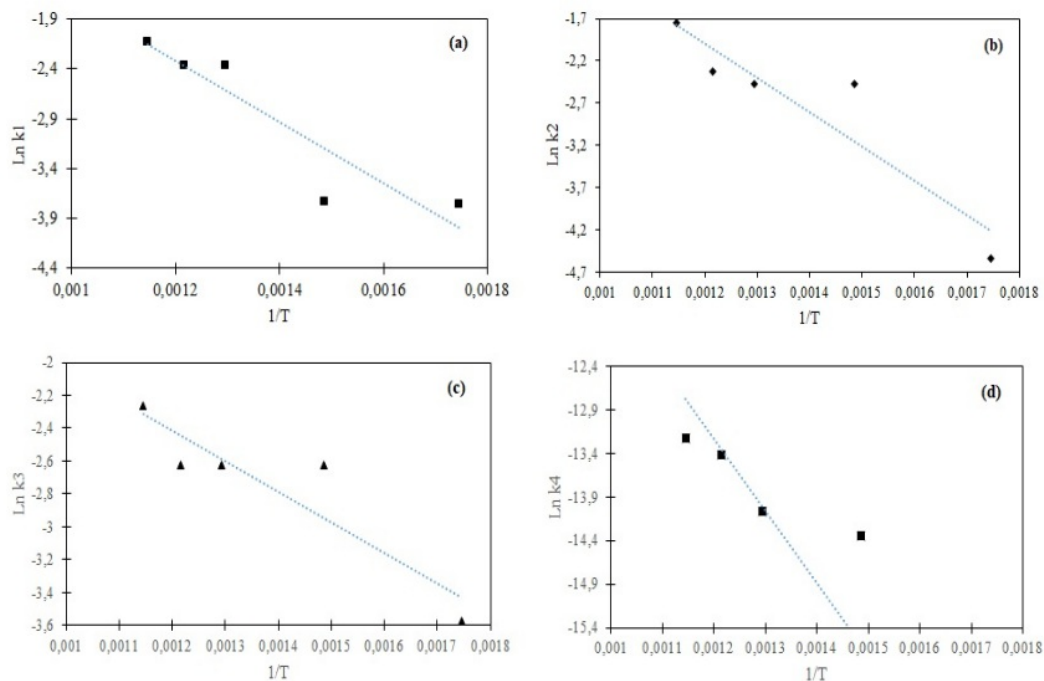 -1,9
-2,4
-2,9
-3,4
-3,9
-4,4
Ln k1
(a)
0,001 0,0012 0,0014 0,0016 0,0018
1/T
-1,7
-2,2
-2,7
-3,2
-3,7
-4,2
-4,7
Ln k2
(b)
0,001 0,0011 0,0012 0,0013 0,0014 0,0015 0,0016 0,0017 0,0018
1/T
-2
-2,2
-2,4
-2,6
-2,8
-3
-3,2
-3,4
-3,6
Ln k3
(c)
0,001 0,0011 0,0012 0,0013 0,0014 0,0015 0,0016 0,0017 0,0018
1/T
-12,4
-12,9
-13,4
-13,9
-14,4
-14,9
-15,4
Ln k4
(d)
0,001 0,0011 0,0012 0,0013 0,0014 0,0015 0,0016 0,0017 0,0018
1/T